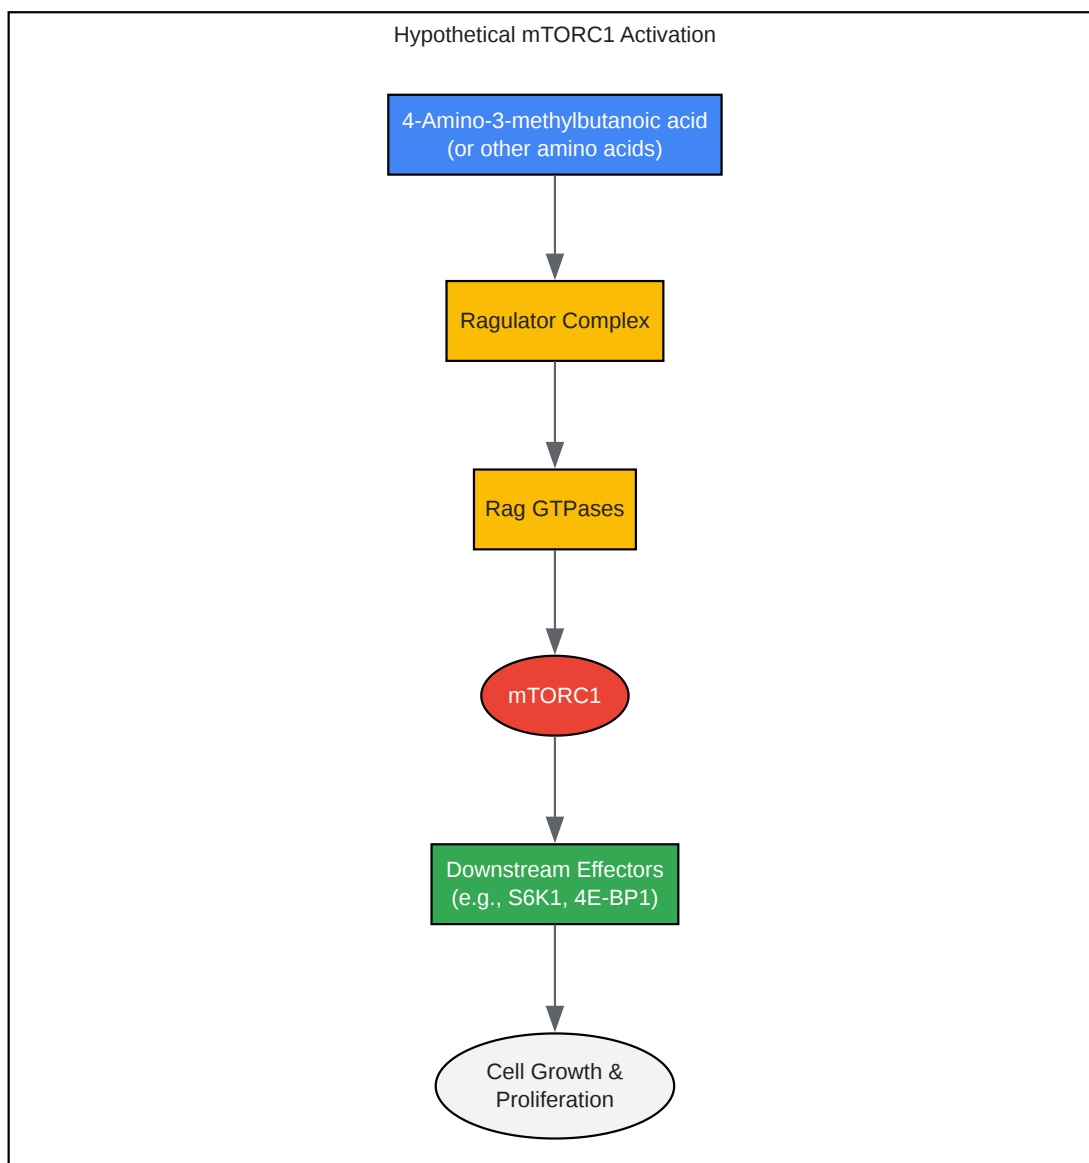 Hypothetical mTORC1 Activation
4-Amino-3-methylbutanoic acid
(or other amino acids)
Ragulator Complex
Rag GTPases
mTORC1
Downstream Effectors
(e.g., S6K1, 4E-BP1)
Cell Growth &
Proliferation